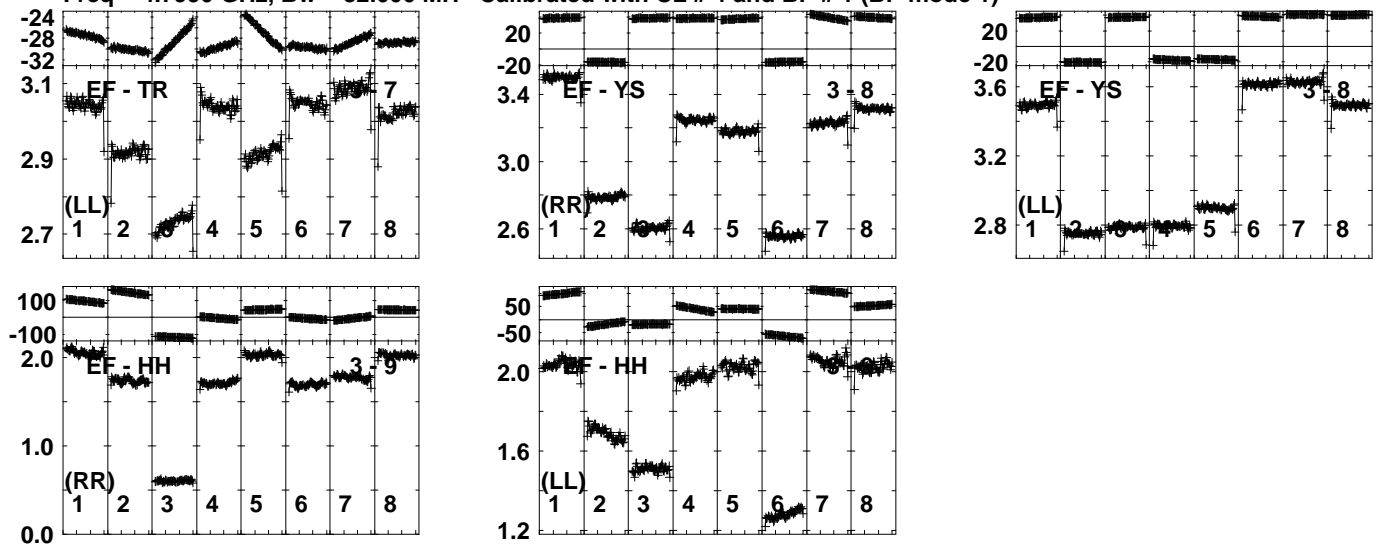 -24
-28
-32
3.1
2.9
2.7
EF - TR
3 - 7
(LL)
1 2 3 4 5 6 7 8
20
-20
3.4
3.0
2.6
EF - YS
3 - 8
(RR)
1 2 3 4 5 6 7 8
20
-20
3.6
3.2
2.8
EF - YS
3 - 8
(LL)
1 2 3 4 5 6 7 8
100
-100
2.0
1.0
0.0
EF - HH
3 - 9
(RR)
1 2 3 4 5 6 7 8
50
-50
2.0
1.6
1.2
EF - HH
(LL)
1 2 3 4 5 6 7 8